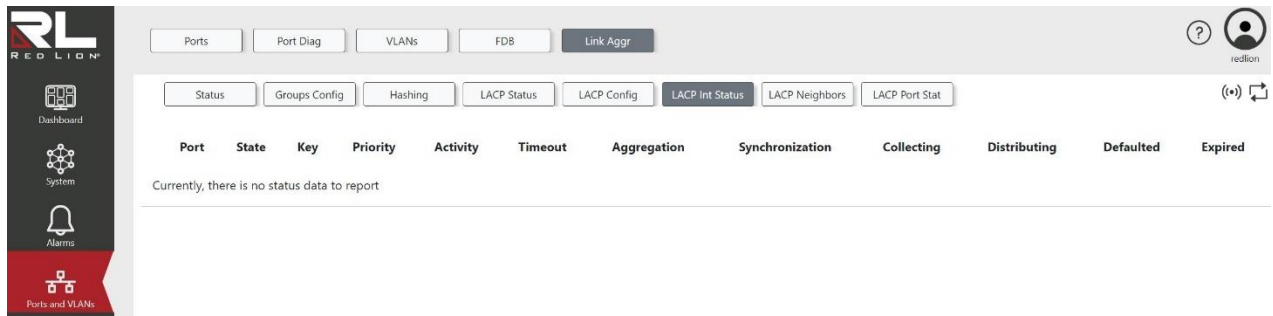 RL
RED LION®
Ports Port Diag VLANs FDB Link Aggr
?
redlion
Status Groups Config Hashing LACP Status LACP Config LACP Int Status LACP Neighbors LACP Port Stat
Dashboard
Port State Key Priority Activity Timeout Aggregation Synchronization Collecting Distributing Defaulted Expired
System
Currently, there is no status data to report
Alarms
Ports and VLANs